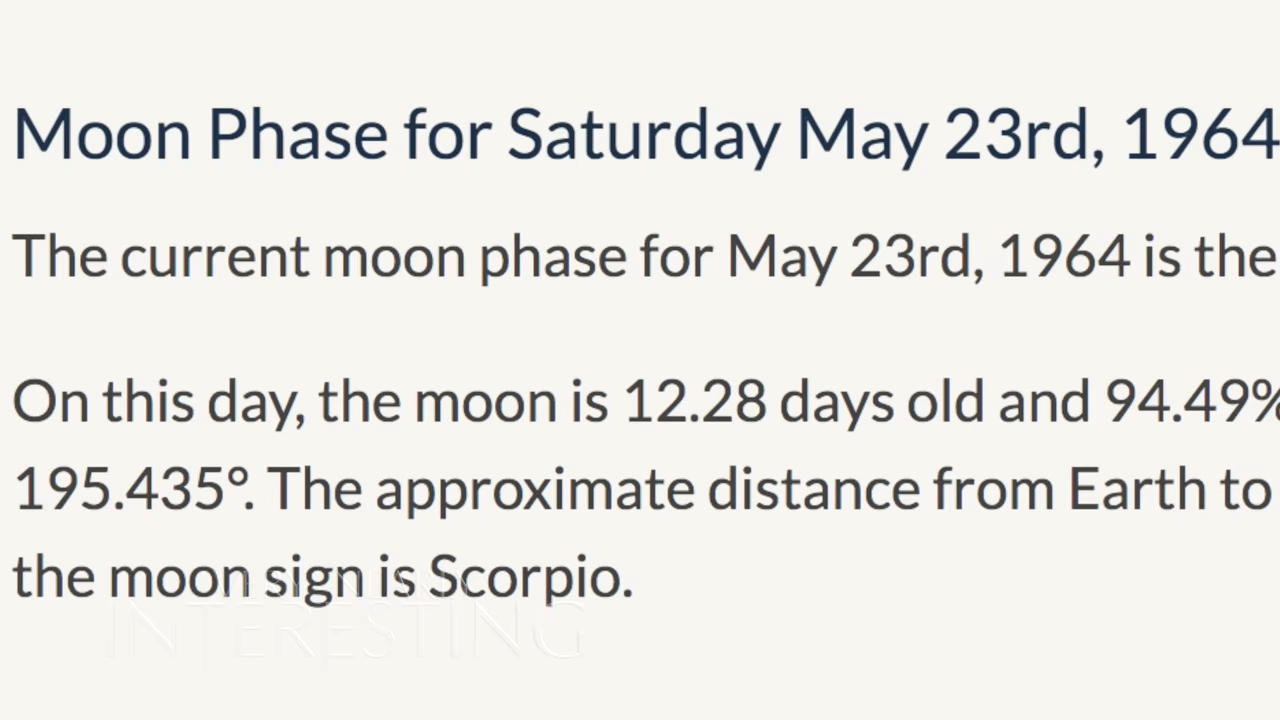 Moon Phase for Saturday May 23rd, 1964
The current moon phase for May 23rd, 1964 is the
On this day, the moon is 12.28 days old and 94.49%
195.435°. The approximate distance from Earth to
the moon sign is Scorpio.
INTERESTING